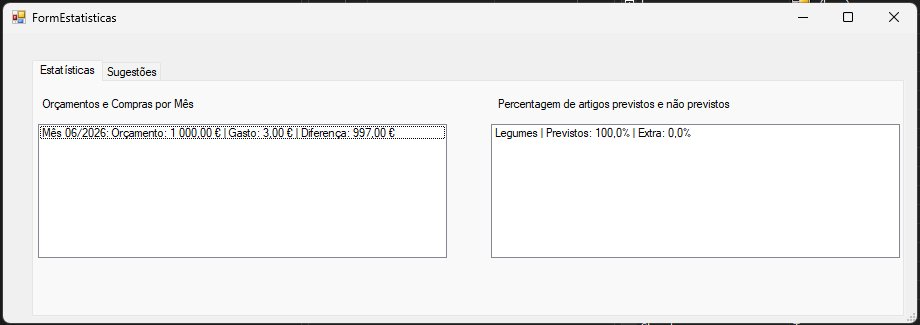 FormEstatisticas
Estatísticas
Sugestões
Orçamentos e Compras por Mês
Percentagem de artigos previstos e não previstos
Mês 06/2026: Orçamento: 1 000,00 € | Gasto: 3,00 € | Diferença: 997,00 €
Legumes | Previstos: 100,0% | Extra: 0,0%